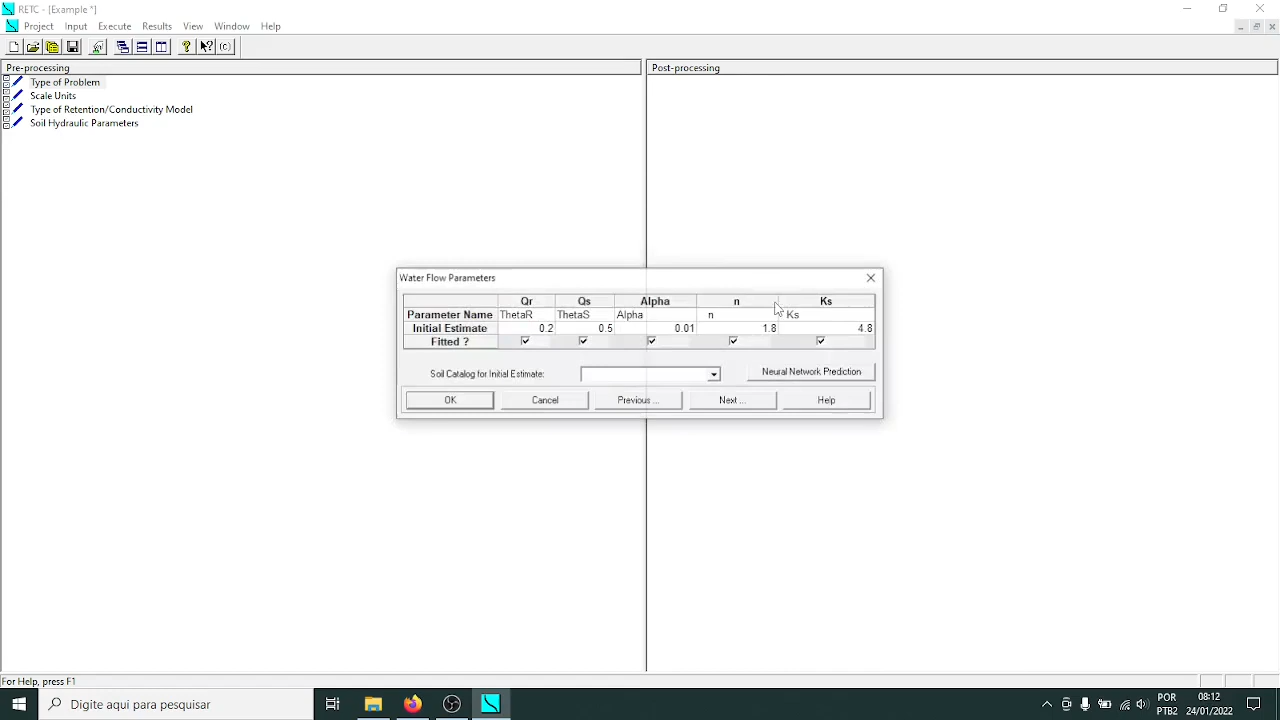 RETC - [Example *]
Project Input Execute Results View Window Help
Pre-processing
Post-processing
Type of Problem
Scale Units
Type of Retention/Conductivity Model
Soil Hydraulic Parameters
Water Flow Parameters
Qr Qs Alpha n Ks
Parameter Name ThetaR ThetaS Alpha n Ks
Initial Estimate 0.2 0.5 0.01 1.8 4.8
Fitted ?
Soil Catalog for Initial Estimate:
Neural Network Prediction
OK Cancel Previous ... Next ... Help
For Help, press F1
Digite aqui para pesquisar
POR 08:12
PTB2 24/01/2022